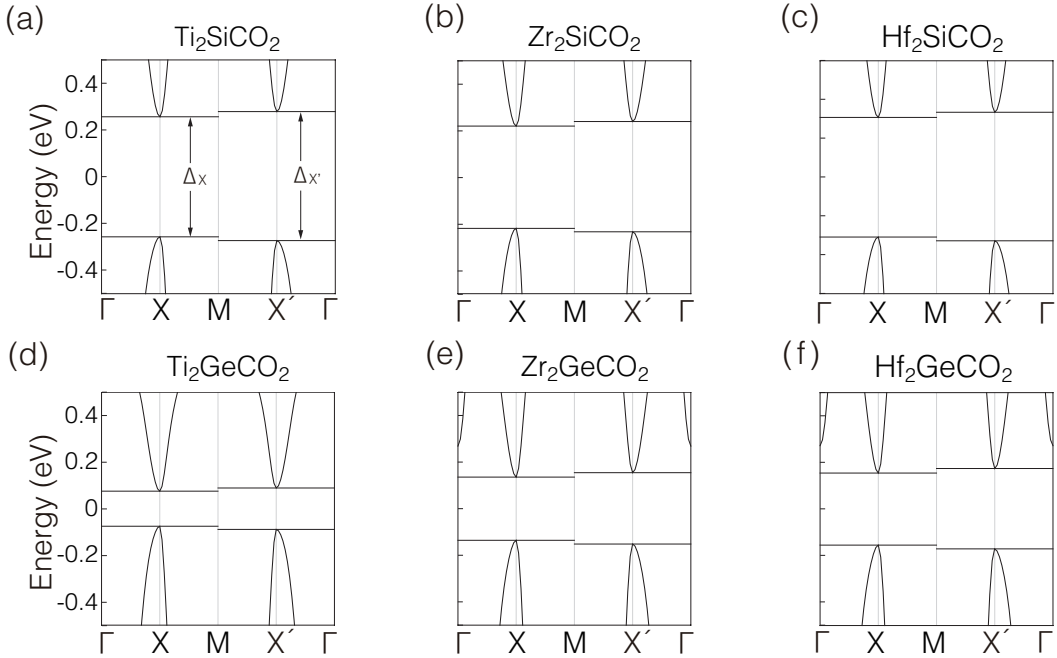 (a)
Ti₂SiCO₂
(b)
Zr₂SiCO₂
(c)
Hf₂SiCO₂
Energy (eV)
0.4
0.2
0
-0.2
-0.4
Δx
Δx'
Γ X M X′ Γ
Γ X M X′ Γ
Γ X M X′ Γ
(d)
Ti₂GeCO₂
(e)
Zr₂GeCO₂
(f)
Hf₂GeCO₂
Energy (eV)
0.4
0.2
0
-0.2
-0.4
Γ X M X′ Γ
Γ X M X′ Γ
Γ X M X′ Γ